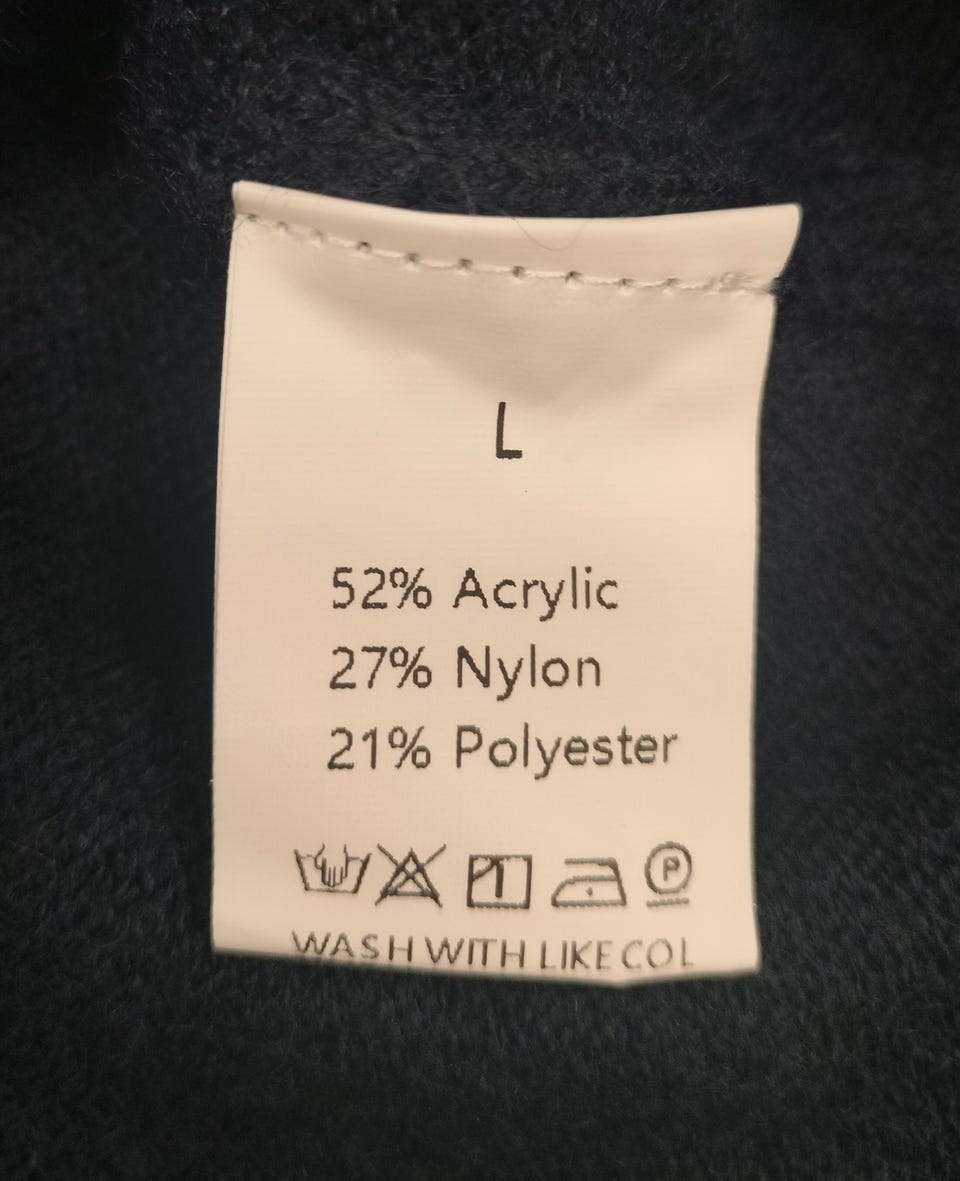 L
52% Acrylic
27% Nylon
21% Polyester
P
WASH WITH LIKE COL